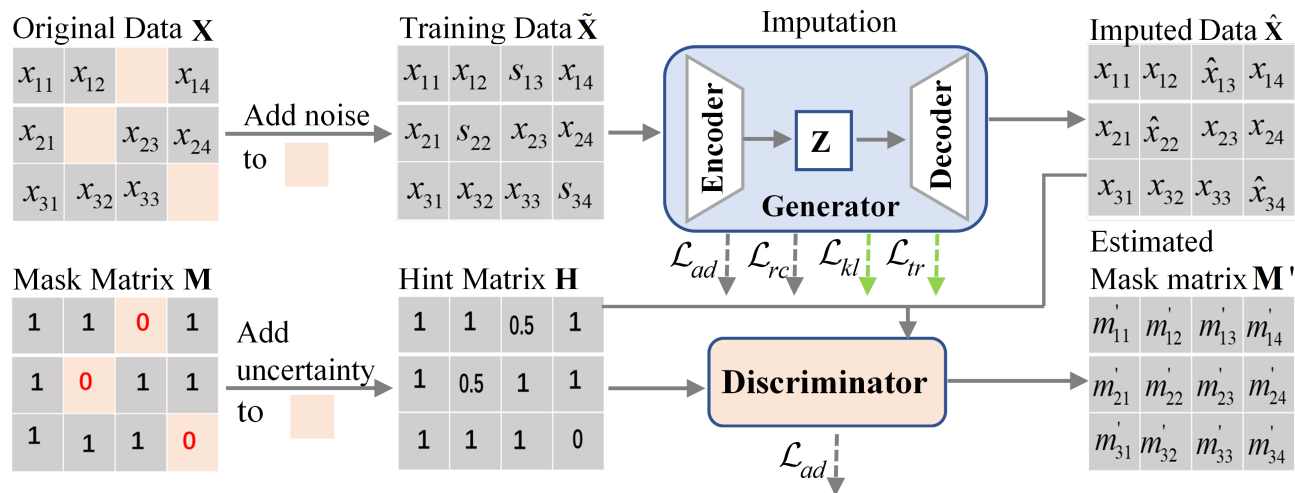 Original Data X
x11 x12 x14
x21 x23 x24
x31 x32 x33
Add noise
to
Training Data X̃
x11 x12 s13 x14
x21 s22 x23 x24
x31 x32 x33 s34
Imputation
Encoder
Z
Decoder
Generator
ℒad ℒrc ℒkl ℒtr
Imputed Data X̂
x11 x12 x̂13 x14
x21 x̂22 x23 x24
x31 x32 x33 x̂34
Mask Matrix M
1 1 0 1
1 0 1 1
1 1 1 0
Add
uncertainty
to
Hint Matrix H
1 1 0.5 1
1 0.5 1 1
1 1 1 0
Discriminator
ℒad
Estimated
Mask matrix M'
m'11 m'12 m'13 m'14
m'21 m'22 m'23 m'24
m'31 m'32 m'33 m'34